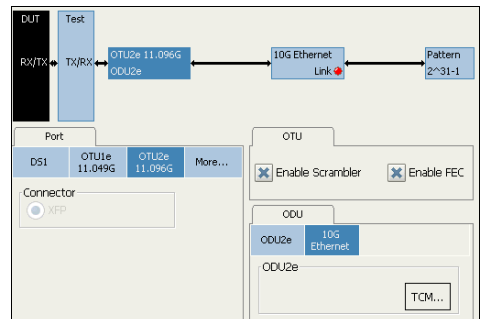 DUT
Test
RX/TX
TX/RX
OTU2e 11.096G
ODU2e
10G Ethernet
Link
Pattern
2^31-1
Port
DS1
OTU1e
11.049G
OTU2e
11.096G
More...
Connector
XFP
OTU
Enable Scrambler
Enable FEC
ODU
ODU2e
10G
Ethernet
ODU2e
TCM...